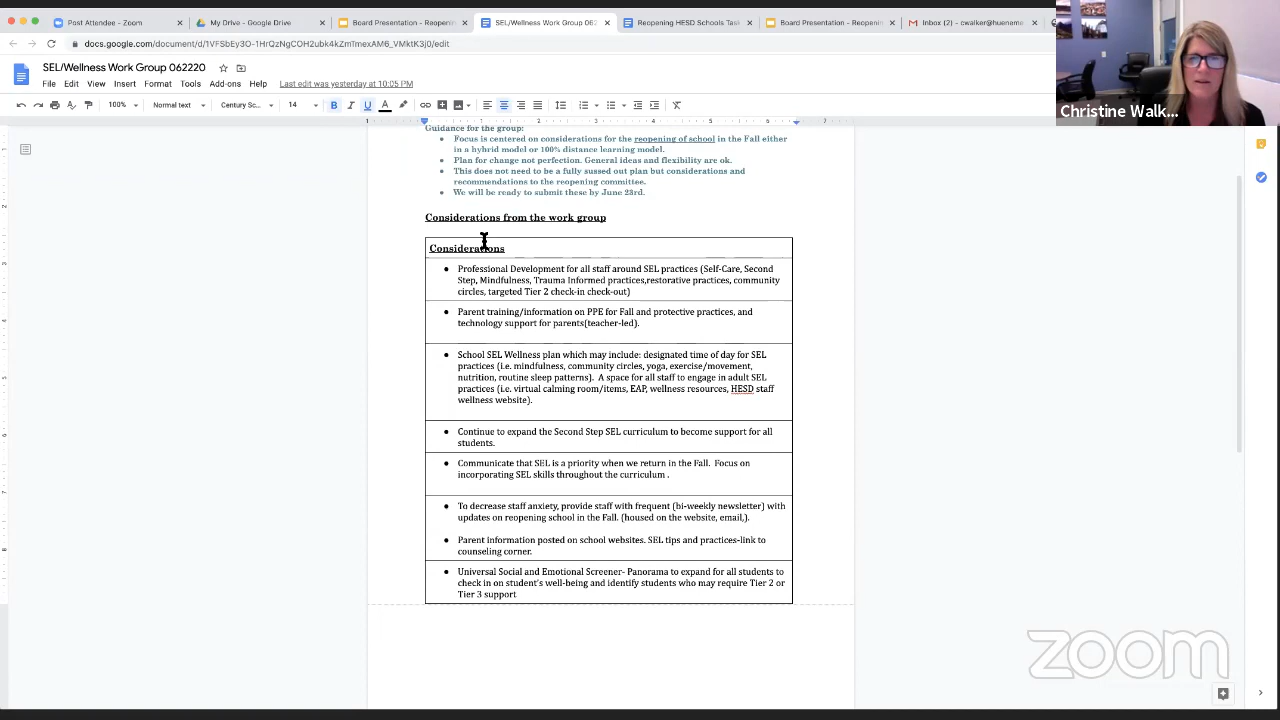 Post Attendee - Zoom
My Drive - Google Drive
Board Presentation - Reopenin
SEL/Wellness Work Group 062
Reopening HESD Schools Task
Board Presentation - Reopenin
Inbox (2) - cwalker@hueneme
docs.google.com/document/d/1VFSbEy3O-1HrQzNgCOH2ubk4kZmTmexAM6_VMktK3j0/edit
SEL/Wellness Work Group 062220
File Edit View Insert Format Tools Add-ons Help Last edit was yesterday at 10:05 PM
100% Normal text Century Sc... 14 B I U A
Christine Walk...
Guidance for the group:
● Focus is centered on considerations for the reopening of school in the Fall either
in a hybrid model or 100% distance learning model.
● Plan for change not perfection. General ideas and flexibility are ok.
● This does not need to be a fully sussed out plan but considerations and
recommendations to the reopening committee.
● We will be ready to submit these by June 23rd.
Considerations from the work group
Considerations
● Professional Development for all staff around SEL practices (Self-Care, Second
Step, Mindfulness, Trauma Informed practices,restorative practices, community
circles, targeted Tier 2 check-in check-out)
● Parent training/information on PPE for Fall and protective practices, and
technology support for parents(teacher-led).
● School SEL Wellness plan which may include: designated time of day for SEL
practices (i.e. mindfulness, community circles, yoga, exercise/movement,
nutrition, routine sleep patterns). A space for all staff to engage in adult SEL
practices (i.e. virtual calming room/items, EAP, wellness resources, HESD staff
wellness website).
● Continue to expand the Second Step SEL curriculum to become support for all
students.
● Communicate that SEL is a priority when we return in the Fall. Focus on
incorporating SEL skills throughout the curriculum .
● To decrease staff anxiety, provide staff with frequent (bi-weekly newsletter) with
updates on reopening school in the Fall. (housed on the website, email,).
● Parent information posted on school websites. SEL tips and practices-link to
counseling corner.
● Universal Social and Emotional Screener- Panorama to expand for all students to
check in on student's well-being and identify students who may require Tier 2 or
Tier 3 support
zoom